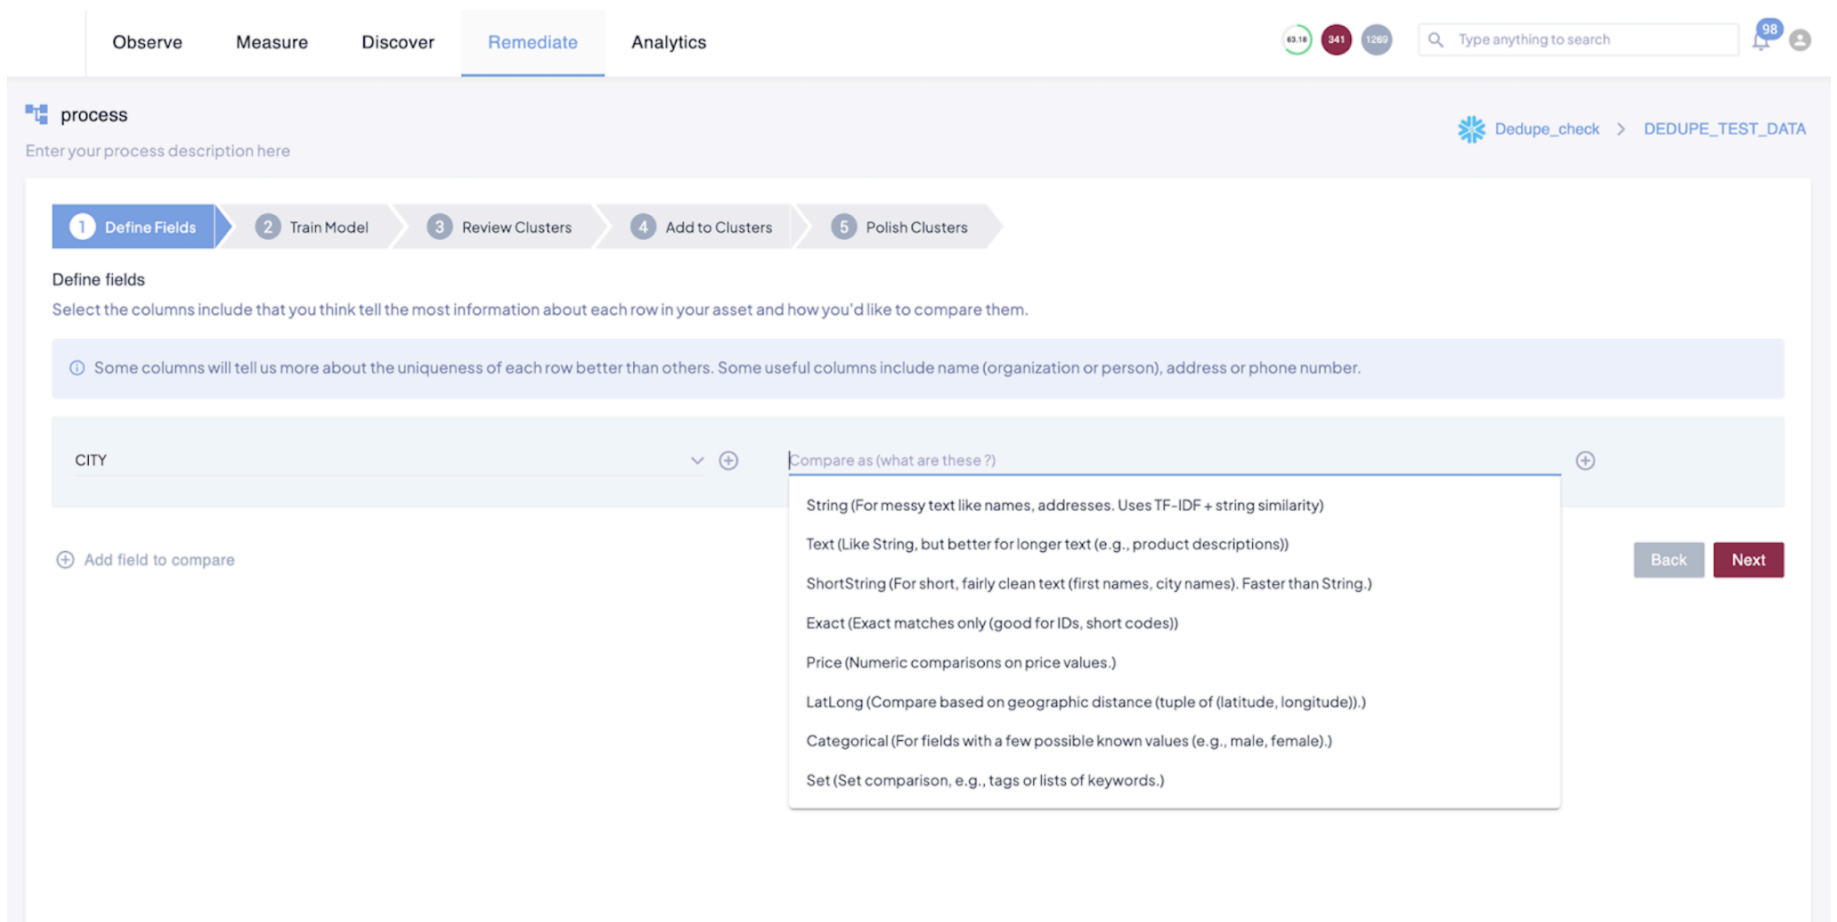 Observe Measure Discover Remediate Analytics 63.18 341 1269 Type anything to search 98
process
Dedupe_check > DEDUPE_TEST_DATA
Enter your process description here
1 Define Fields 2 Train Model 3 Review Clusters 4 Add to Clusters 5 Polish Clusters
Define fields
Select the columns include that you think tell the most information about each row in your asset and how you'd like to compare them.
Some columns will tell us more about the uniqueness of each row better than others. Some useful columns include name (organization or person), address or phone number.
CITY Compare as (what are these ?)
String (For messy text like names, addresses. Uses TF-IDF + string similarity)
Text (Like String, but better for longer text (e.g., product descriptions))
ShortString (For short, fairly clean text (first names, city names). Faster than String.)
Exact (Exact matches only (good for IDs, short codes))
Price (Numeric comparisons on price values.)
LatLong (Compare based on geographic distance (tuple of (latitude, longitude)).)
Categorical (For fields with a few possible known values (e.g., male, female).)
Set (Set comparison, e.g., tags or lists of keywords.)
Add field to compare
Back Next